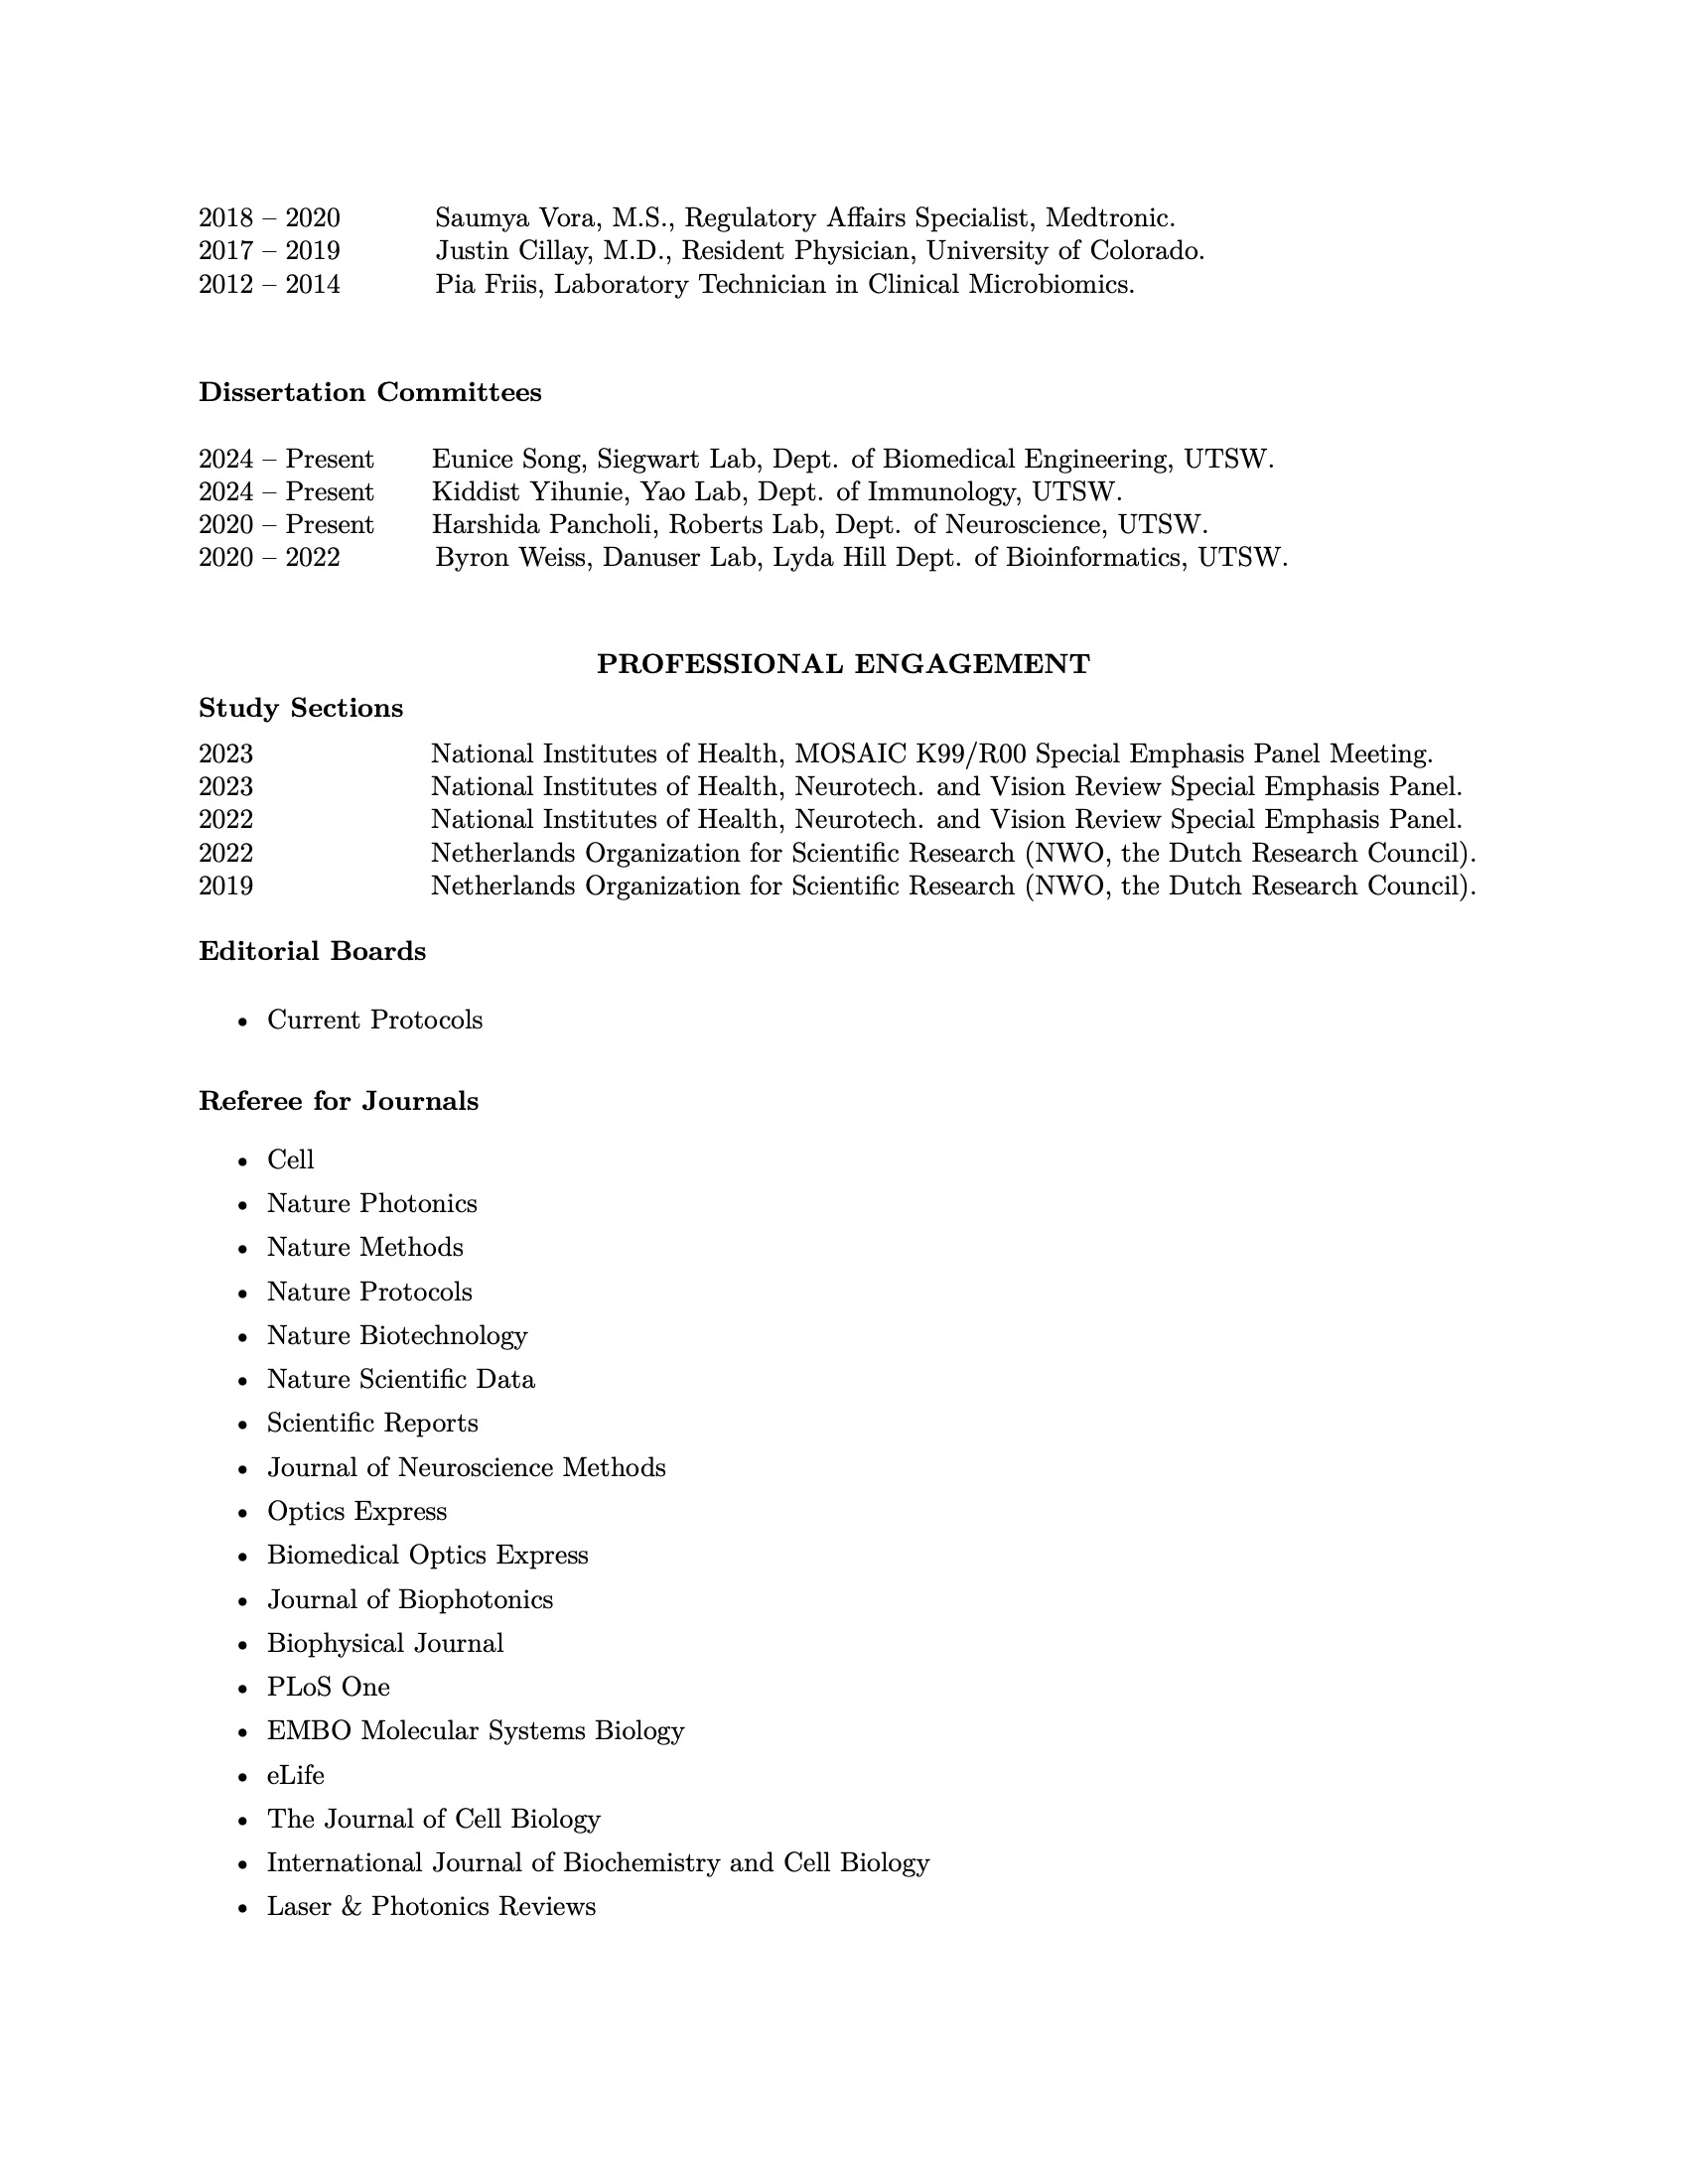 2018 – 2020 Saumya Vora, M.S., Regulatory Affairs Specialist, Medtronic.
2017 – 2019 Justin Cillay, M.D., Resident Physician, University of Colorado.
2012 – 2014 Pia Friis, Laboratory Technician in Clinical Microbiomics.
Dissertation Committees
2024 – Present Eunice Song, Siegwart Lab, Dept. of Biomedical Engineering, UTSW.
2024 – Present Kiddist Yihunie, Yao Lab, Dept. of Immunology, UTSW.
2020 – Present Harshida Pancholi, Roberts Lab, Dept. of Neuroscience, UTSW.
2020 – 2022 Byron Weiss, Danuser Lab, Lyda Hill Dept. of Bioinformatics, UTSW.
PROFESSIONAL ENGAGEMENT
Study Sections
2023 National Institutes of Health, MOSAIC K99/R00 Special Emphasis Panel Meeting.
2023 National Institutes of Health, Neurotech. and Vision Review Special Emphasis Panel.
2022 National Institutes of Health, Neurotech. and Vision Review Special Emphasis Panel.
2022 Netherlands Organization for Scientific Research (NWO, the Dutch Research Council).
2019 Netherlands Organization for Scientific Research (NWO, the Dutch Research Council).
Editorial Boards
• Current Protocols
Referee for Journals
• Cell
• Nature Photonics
• Nature Methods
• Nature Protocols
• Nature Biotechnology
• Nature Scientific Data
• Scientific Reports
• Journal of Neuroscience Methods
• Optics Express
• Biomedical Optics Express
• Journal of Biophotonics
• Biophysical Journal
• PLoS One
• EMBO Molecular Systems Biology
• eLife
• The Journal of Cell Biology
• International Journal of Biochemistry and Cell Biology
• Laser & Photonics Reviews